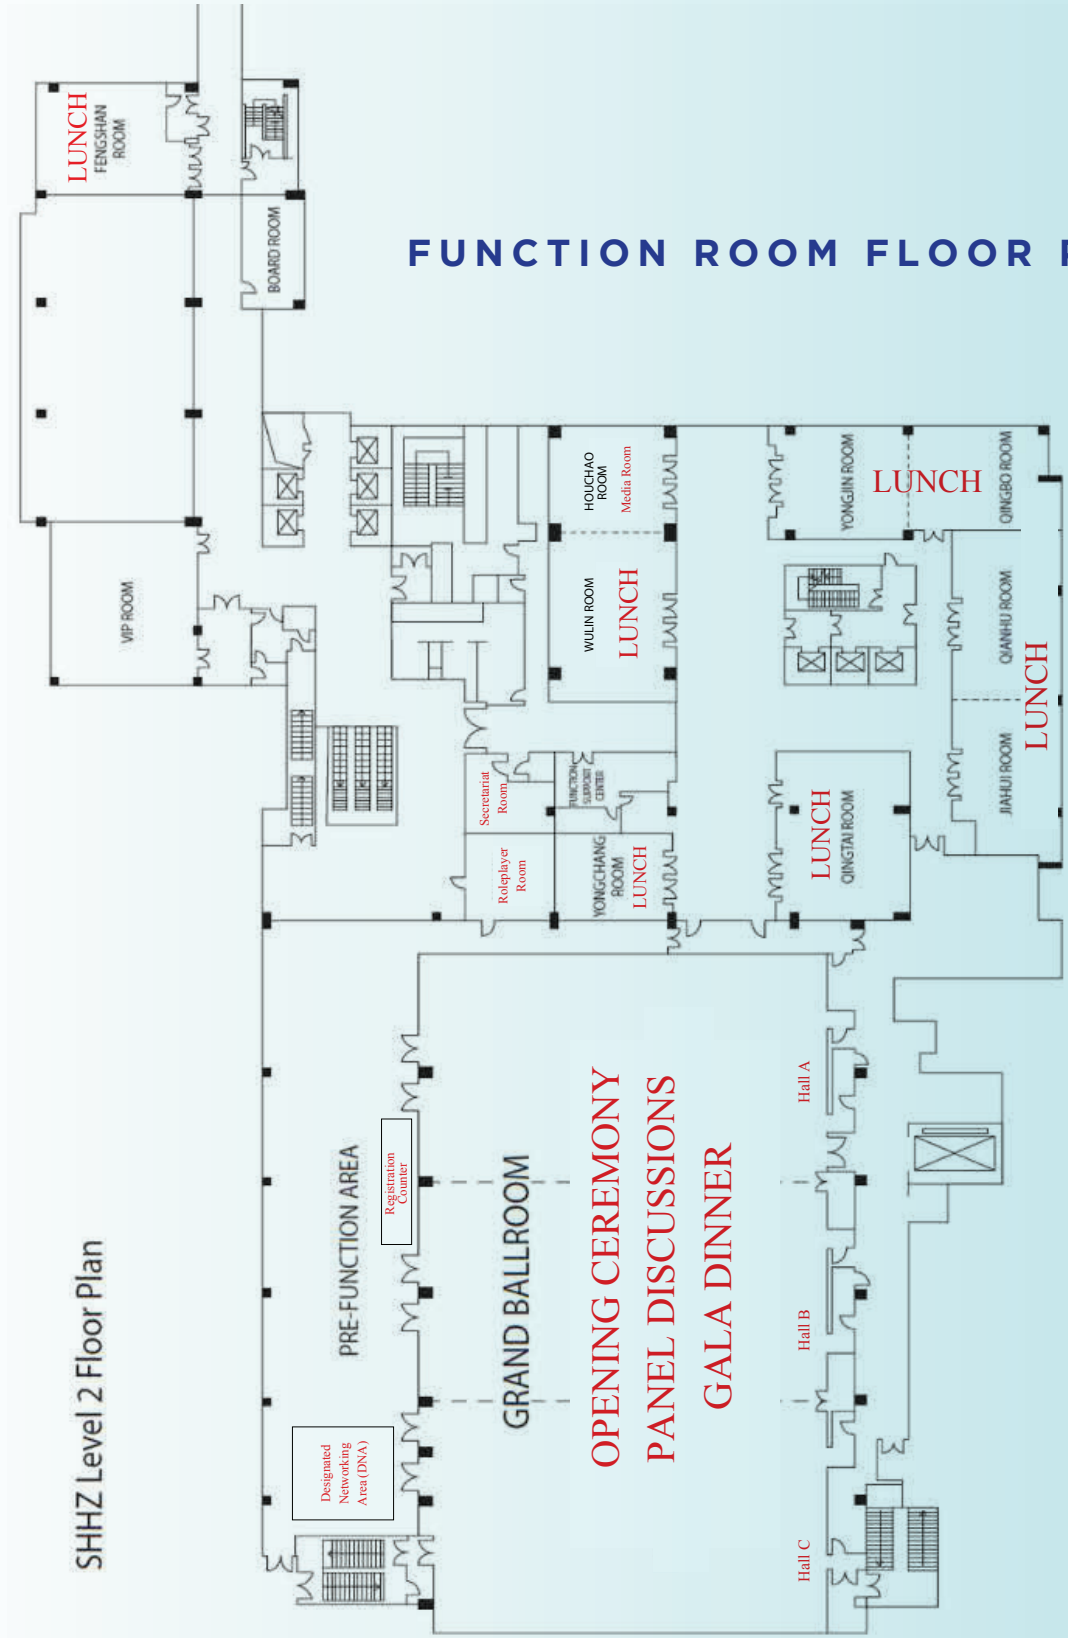 FUNCTION ROOM FLOOR
SHHZ Level 2 Floor Plan
LUNCH
FENGSHAN
ROOM
BOARD ROOM
VIP ROOM
HOUCHAO
ROOM
Media Room
WULIN ROOM
LUNCH
YONGJIN ROOM
LUNCH
QINGBO ROOM
QIANHU ROOM
LUNCH
JIAHUI ROOM
Secretariat
Room
FUNCTION
SUPPORT
CENTER
Roleplayer
Room
YONGCHANG
ROOM
LUNCH
LUNCH
QINGTAI ROOM
PRE-FUNCTION AREA
Registration
Counter
Designated
Networking
Area (DNA)
GRAND BALLROOM
OPENING CEREMONY
PANEL DISCUSSIONS
GALA DINNER
Hall A
Hall B
Hall C